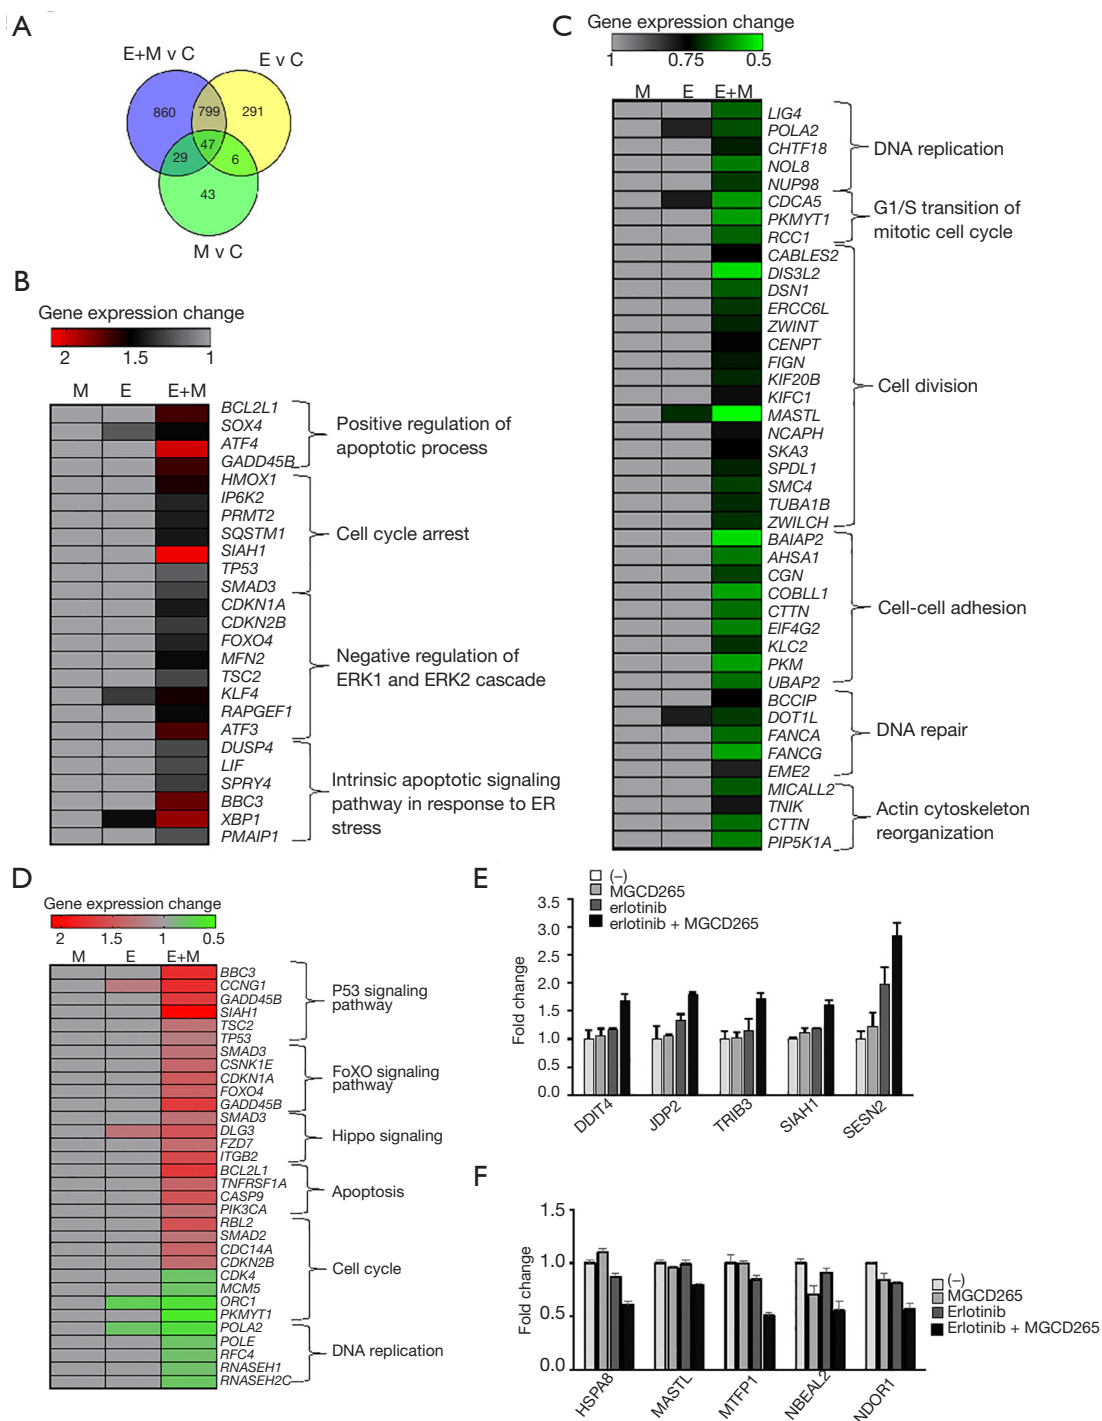 A
E+M v C
E v C
860
799
291
47
29
6
43
M v C
B
Gene expression change
2
1.5
1
M
E
E+M
BCL2L1
SOX4
ATF4
GADD45B
HMOX1
IP6K2
PRMT2
SQSTM1
SIAH1
TP53
SMAD3
CDKN1A
CDKN2B
FOXO4
MFN2
TSC2
KLF4
RAPGEF1
ATF3
DUSP4
LIF
SPRY4
BBC3
XBP1
PMAIP1
Positive regulation of
apoptotic process
Cell cycle arrest
Negative regulation of
ERK1 and ERK2 cascade
Intrinsic apoptotic signaling
pathway in response to ER
stress
C
Gene expression change
1
0.75
0.5
M
E
E+M
LIG4
POLA2
CHTF18
NOL8
NUP98
CDCA5
PKMYT1
RCC1
CABLES2
DIS3L2
DSN1
ERCC6L
ZWINT
CENPT
FIGN
KIF20B
KIFC1
MASTL
NCAPH
SKA3
SPDL1
SMC4
TUBA1B
ZWILCH
BAIAP2
AHSA1
CGN
COBLL1
CTTN
EIF4G2
KLC2
PKM
UBAP2
BCCIP
DOT1L
FANCA
FANCG
EME2
MICALL2
TNIK
CTTN
PIP5K1A
DNA replication
G1/S transition of
mitotic cell cycle
Cell division
Cell-cell adhesion
DNA repair
Actin cytoskeleton
reorganization
D
Gene expression change
2
1.5
1
0.5
M
E
E+M
BBC3
CCNG1
GADD45B
SIAH1
TSC2
TP53
SMAD3
CSNK1E
CDKN1A
FOXO4
GADD45B
SMAD3
DLG3
FZD7
ITGB2
BCL2L1
TNFRSF1A
CASP9
PIK3CA
RBL2
SMAD2
CDC14A
CDKN2B
CDK4
MCM5
ORC1
PKMYT1
POLA2
POLE
RFC4
RNASEH1
RNASEH2C
P53 signaling
pathway
FoXO signaling
pathway
Hippo signaling
Apoptosis
Cell cycle
DNA replication
E
(–)
MGCD265
erlotinib
erlotinib + MGCD265
Fold change
3.5
3.0
2.5
2.0
1.5
1.0
0.5
0.0
DDIT4
JDP2
TRIB3
SIAH1
SESN2
F
Fold change
1.5
1.0
0.5
0.0
HSPA8
MASTL
MTFP1
NBEAL2
NDOR1
(–)
MGCD265
Erlotinib
Erlotinib + MGCD265